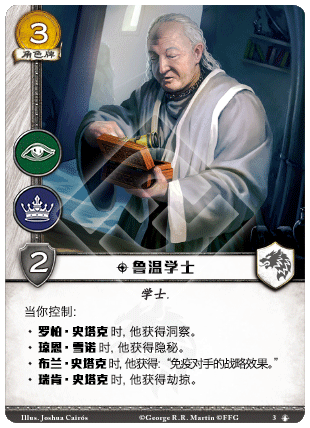 3
角色牌
2
鲁温学士
学士.
当你控制:
• 罗柏·史塔克 时, 他获得洞察。
• 琼恩·雪诺 时, 他获得隐秘。
• 布兰·史塔克 时, 他获得: “免疫对手的战略效果。”
• 瑞肯·史塔克 时, 他获得劫掠。
Illus. Joshua Cairós ©George R.R. Martin ©FFG 3